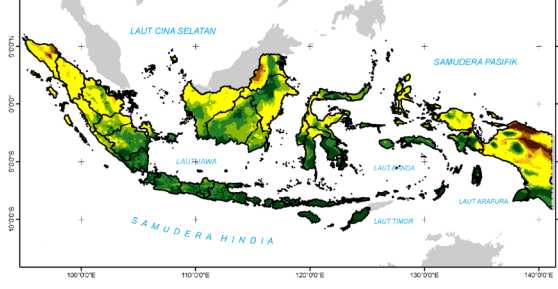 LAUT CINA SELATAN
SAMUDERA PASIFIK
LAUT JAWA
LAUT BANDA
LAUT ARAFURA
LAUT TIMOR
SAMUDERA HINDIA
5°0'0"N
0°0'0"
5°0'0"S
10°0'0"S
100°0'0"E
110°0'0"E
120°0'0"E
130°0'0"E
140°0'0"E